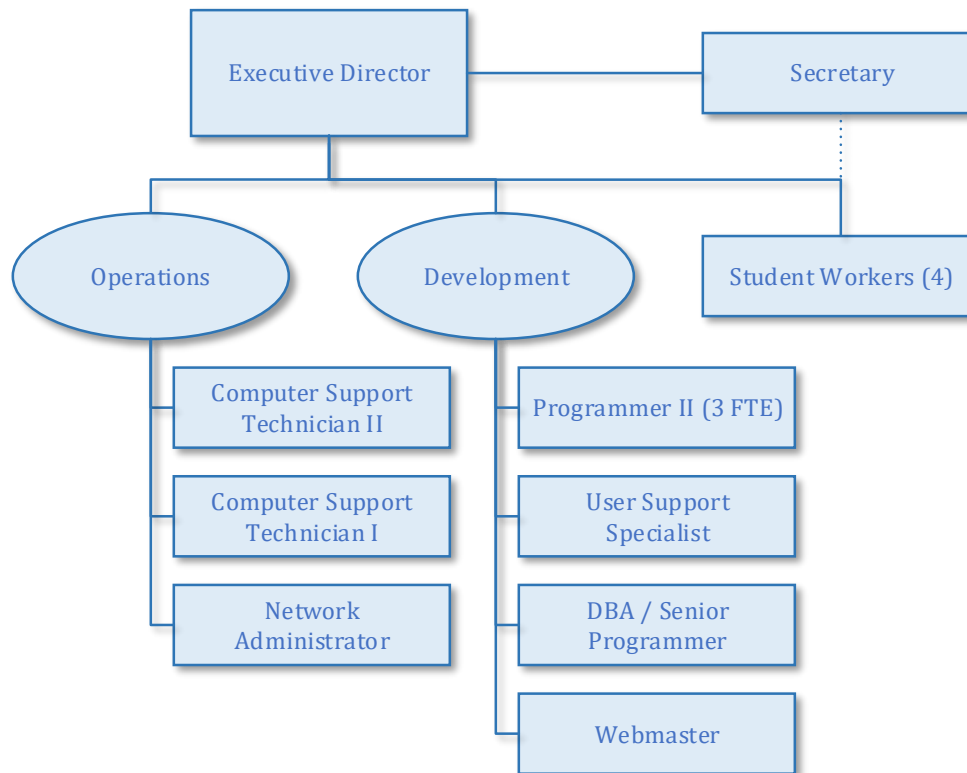 Executive Director
Secretary
Operations
Development
Student Workers (4)
Computer Support
Technician II
Programmer II (3 FTE)
Computer Support
Technician I
User Support
Specialist
Network
Administrator
DBA / Senior
Programmer
Webmaster